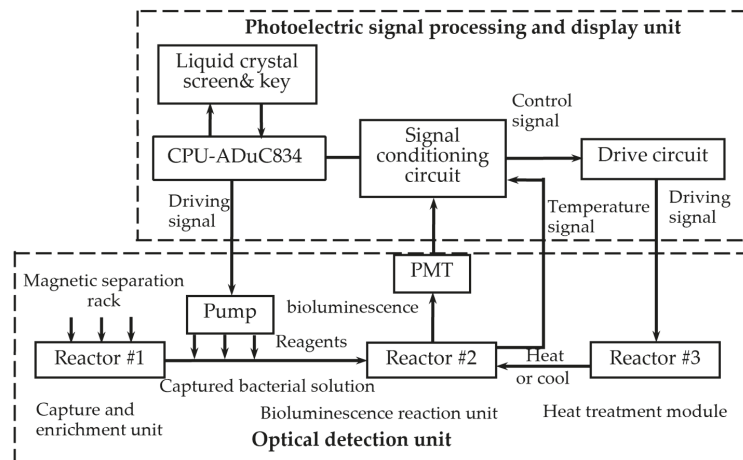 Photoelectric signal processing and display unit
Liquid crystal
screen& key
Control
signal
CPU-ADuC834
Signal
conditioning
circuit
Drive circuit
Driving
signal
Temperature
signal
Driving
signal
Magnetic separation
rack
PMT
Pump
bioluminescence
Reagents
Reactor #1
Reactor #2
Heat
or cool
Reactor #3
Captured bacterial solution
Capture and
enrichment unit
Bioluminescence reaction unit
Heat treatment module
Optical detection unit